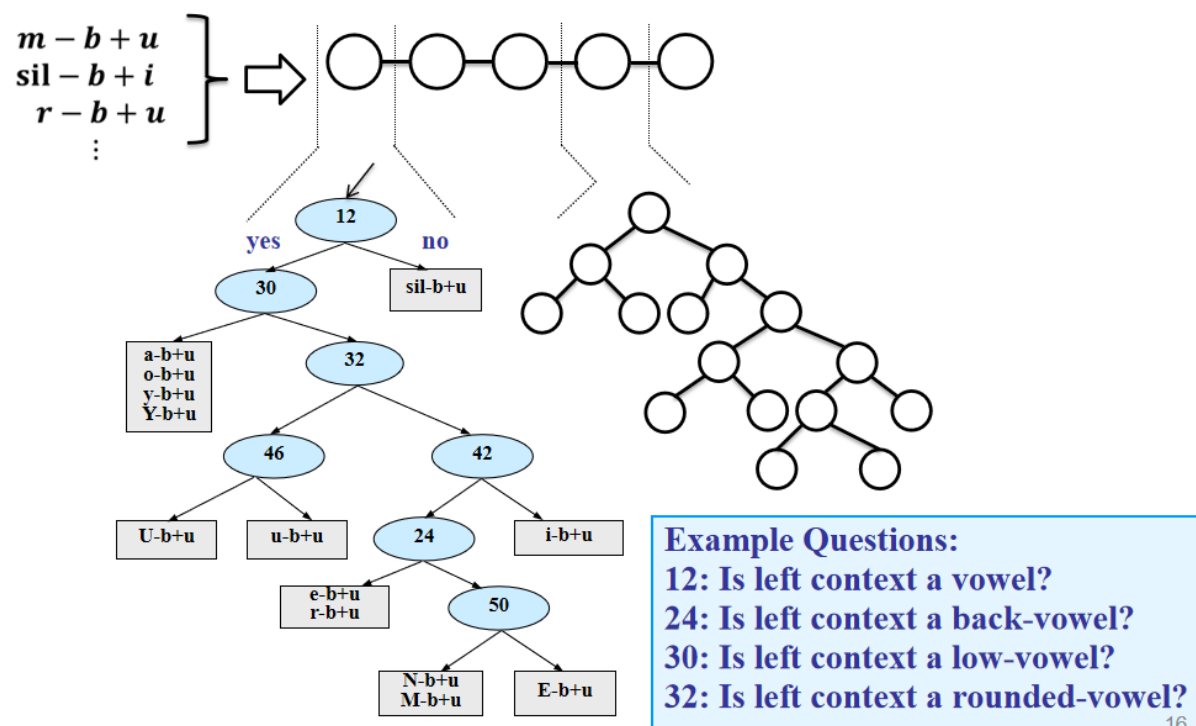 m – b + u
sil – b + i
r – b + u
⋮
12
yes
no
30
sil-b+u
a-b+u
o-b+u
y-b+u
Y-b+u
32
46
42
U-b+u
u-b+u
24
i-b+u
e-b+u
r-b+u
50
N-b+u
M-b+u
E-b+u
Example Questions:
12: Is left context a vowel?
24: Is left context a back-vowel?
30: Is left context a low-vowel?
32: Is left context a rounded-vowel?
16